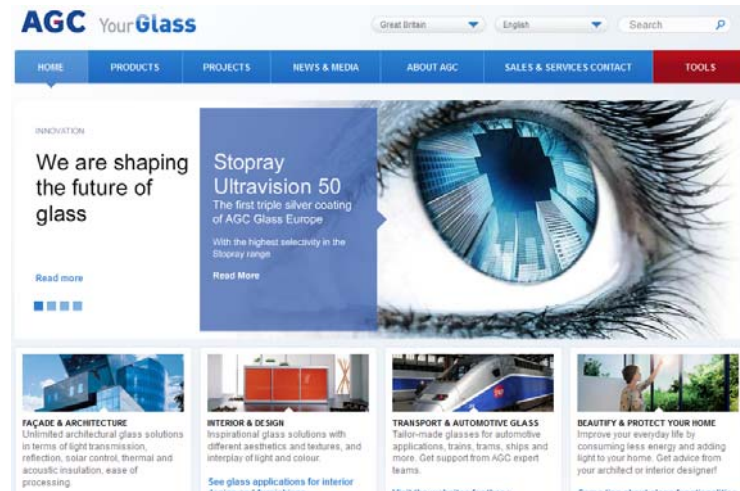 AGC YourGlass
Great Britain
English
Search
HOME
PRODUCTS
PROJECTS
NEWS & MEDIA
ABOUT AGC
SALES & SERVICES CONTACT
TOOLS
INNOVATION
We are shaping
the future of
glass
Read more
Stopray
Ultravision 50
The first triple silver coating
of AGC Glass Europe
With the highest selectivity in the
Stopray range
Read More
FAÇADE & ARCHITECTURE
Unlimited architectural glass solutions
in terms of light transmission,
reflection, solar control, thermal and
acoustic insulation, ease of
processing.
INTERIOR & DESIGN
Inspirational glass solutions with
different aesthetics and textures, and
interplay of light and colour.
See glass applications for interior
TRANSPORT & AUTOMOTIVE GLASS
Tailor-made glasses for automotive
applications, trains, trams, ships and
more. Get support from AGC expert
teams.
BEAUTIFY & PROTECT YOUR HOME
Improve your everyday life by
consuming less energy and adding
light to your home. Get advice from
your architect or interior designer!